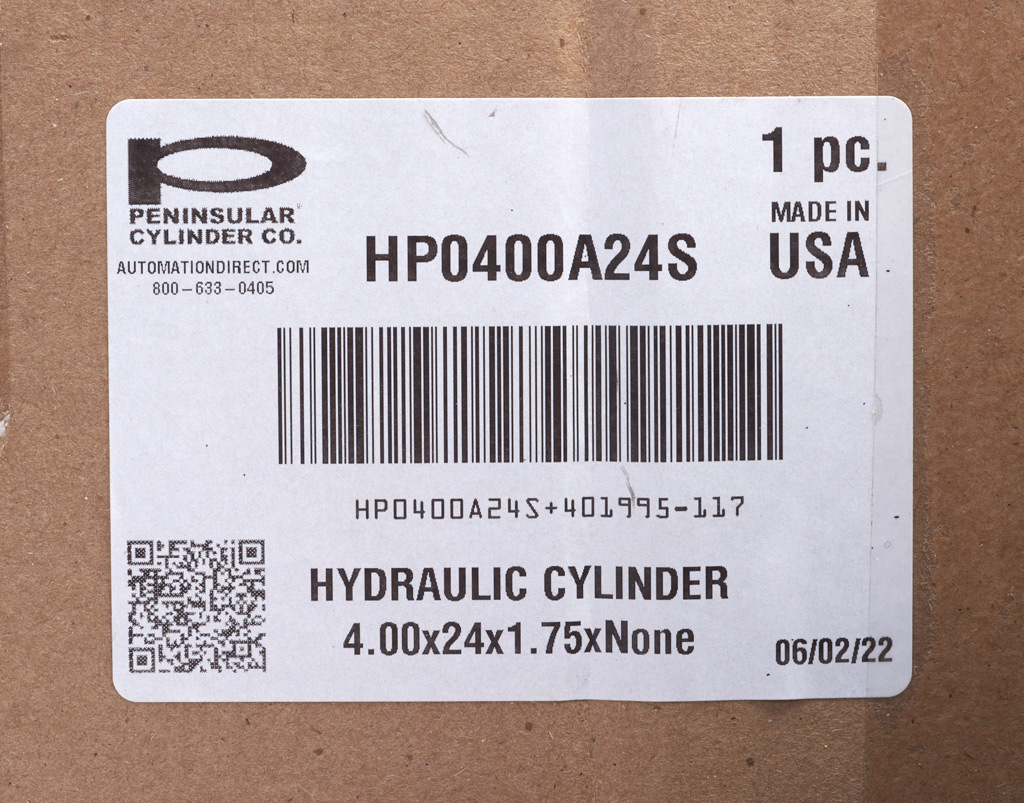 1 pc.
PENINSULAR
CYLINDER CO.
AUTOMATIONDIRECT.COM
800-633-0405
HP0400A24S
MADE IN
USA
HP0400A24S+401995-117
HYDRAULIC CYLINDER
4.00x24x1.75xNone
06/02/22